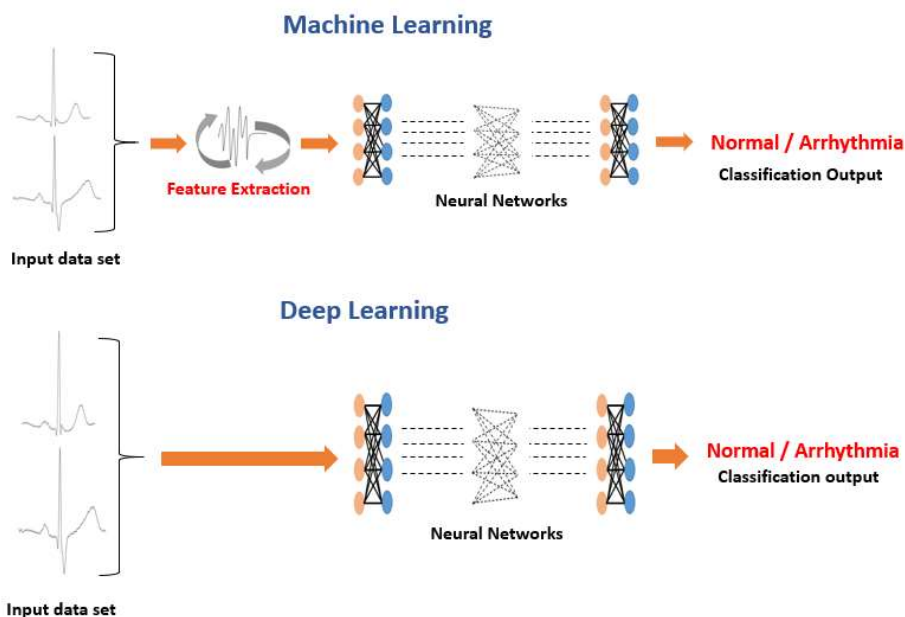 Machine Learning
Normal / Arrhythmia
Feature Extraction
Classification Output
Neural Networks
Input data set
Deep Learning
Normal / Arrhythmia
Classification output
Neural Networks
Input data set